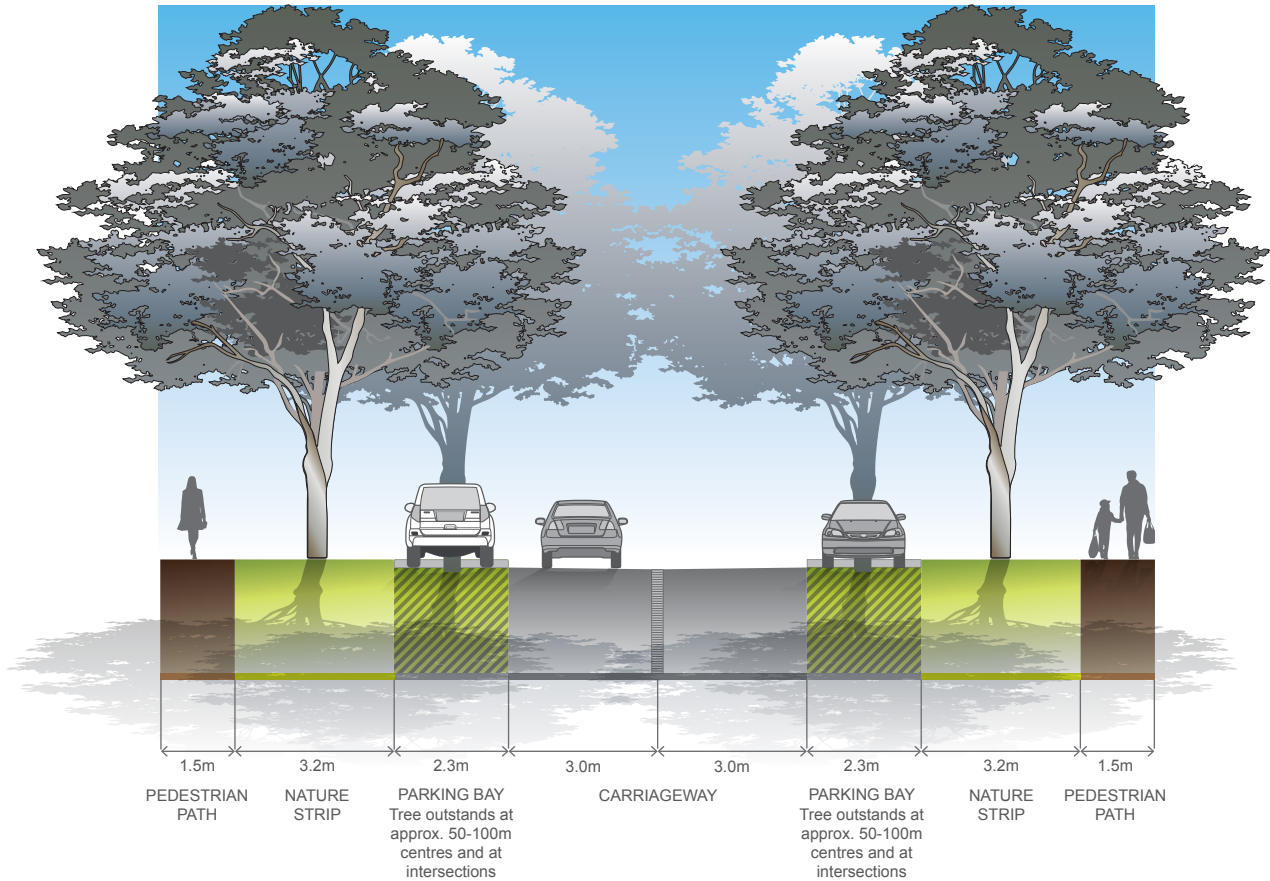 1.5m
3.2m
2.3m
3.0m
3.0m
2.3m
3.2m
1.5m
PEDESTRIAN
PATH
NATURE
STRIP
PARKING BAY
Tree outstands at
approx. 50-100m
centres and at
intersections
CARRIAGEWAY
PARKING BAY
Tree outstands at
approx. 50-100m
centres and at
intersections
NATURE
STRIP
PEDESTRIAN
PATH